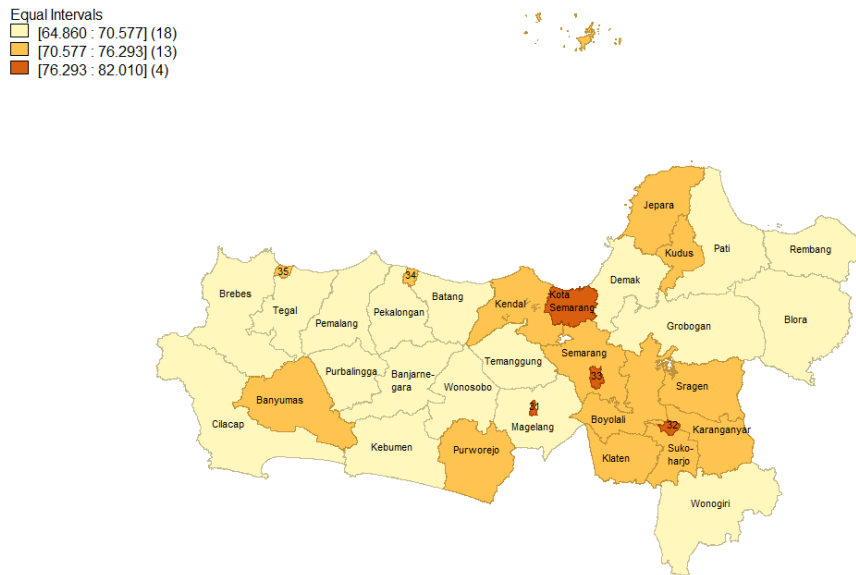 Equal Intervals
[64.860 : 70.577] (18)
[70.577 : 76.293] (13)
[76.293 : 82.010] (4)
Jepara
Kudus
Pati
Rembang
Demak
35
34
Brebes
Tegal
Pemalang
Pekalongan
Batang
Kendal
Kota
Semarang
Grobogan
Blora
Semarang
Temanggung
Purbalingga
Banjarne-
gara
Wonosobo
33
Sragen
Banyumas
31
Cilacap
Magelang
Boyolali
32
Karanganyar
Kebumen
Purworejo
Klaten
Suko-
harjo
Wonogiri